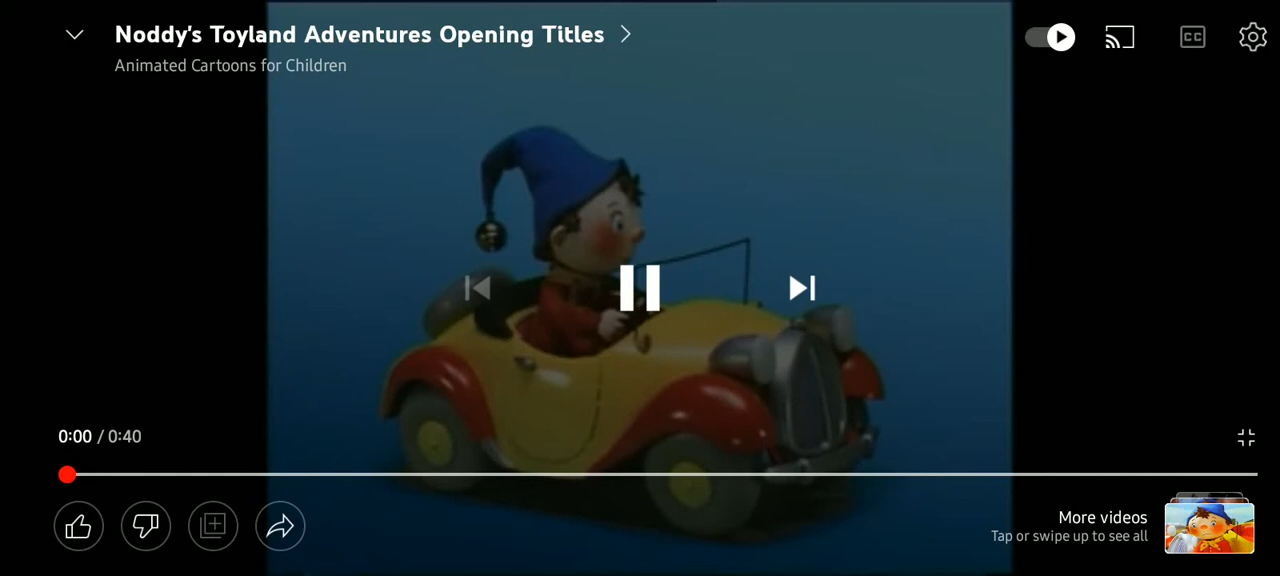 Noddy's Toyland Adventures Opening Titles
Animated Cartoons for Children
CC
0:00 / 0:40
More videos
Tap or swipe up to see all